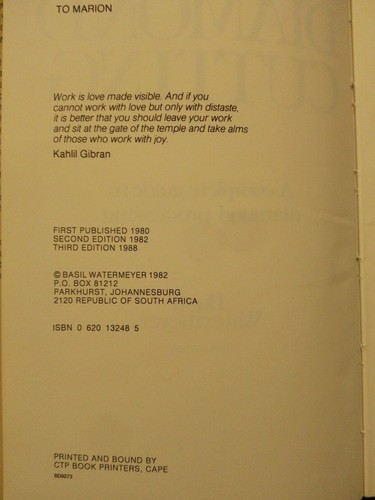 TO MARION
Work is love made visible. And if you
cannot work with love but only with distaste,
it is better that you should leave your work
and sit at the gate of the temple and take alms
of those who work with joy.
Kahlil Gibran
FIRST PUBLISHED 1980
SECOND EDITION 1982
THIRD EDITION 1988
© BASIL WATERMEYER 1982
P.O. BOX 81212
PARKHURST, JOHANNESBURG
2120 REPUBLIC OF SOUTH AFRICA
ISBN 0 620 13248 5
PRINTED AND BOUND BY
CTP BOOK PRINTERS, CAPE